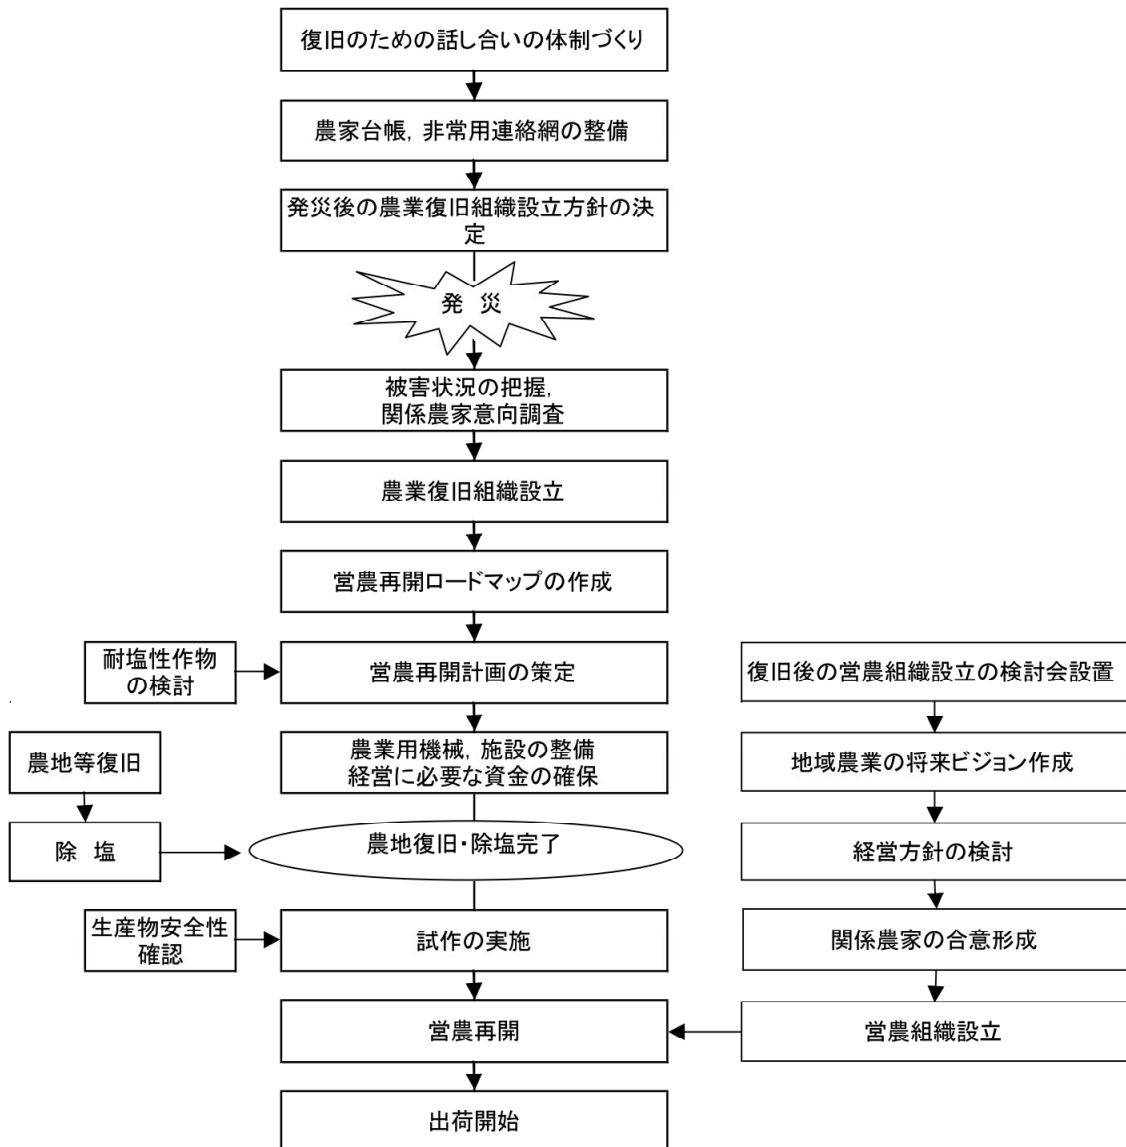 復旧のための話し合いの体制づくり
農家台帳, 非常用連絡網の整備
発災後の農業復旧組織設立方針の決
定
発 災
被害状況の把握,
関係農家意向調査
農業復旧組織設立
営農再開ロードマップの作成
耐塩性作物
の検討
営農再開計画の策定
復旧後の営農組織設立の検討会設置
農地等復旧
農業用機械, 施設の整備
経営に必要な資金の確保
地域農業の将来ビジョン作成
除 塩
農地復旧・除塩完了
経営方針の検討
生産物安全性
確認
試作の実施
関係農家の合意形成
営農再開
営農組織設立
出荷開始